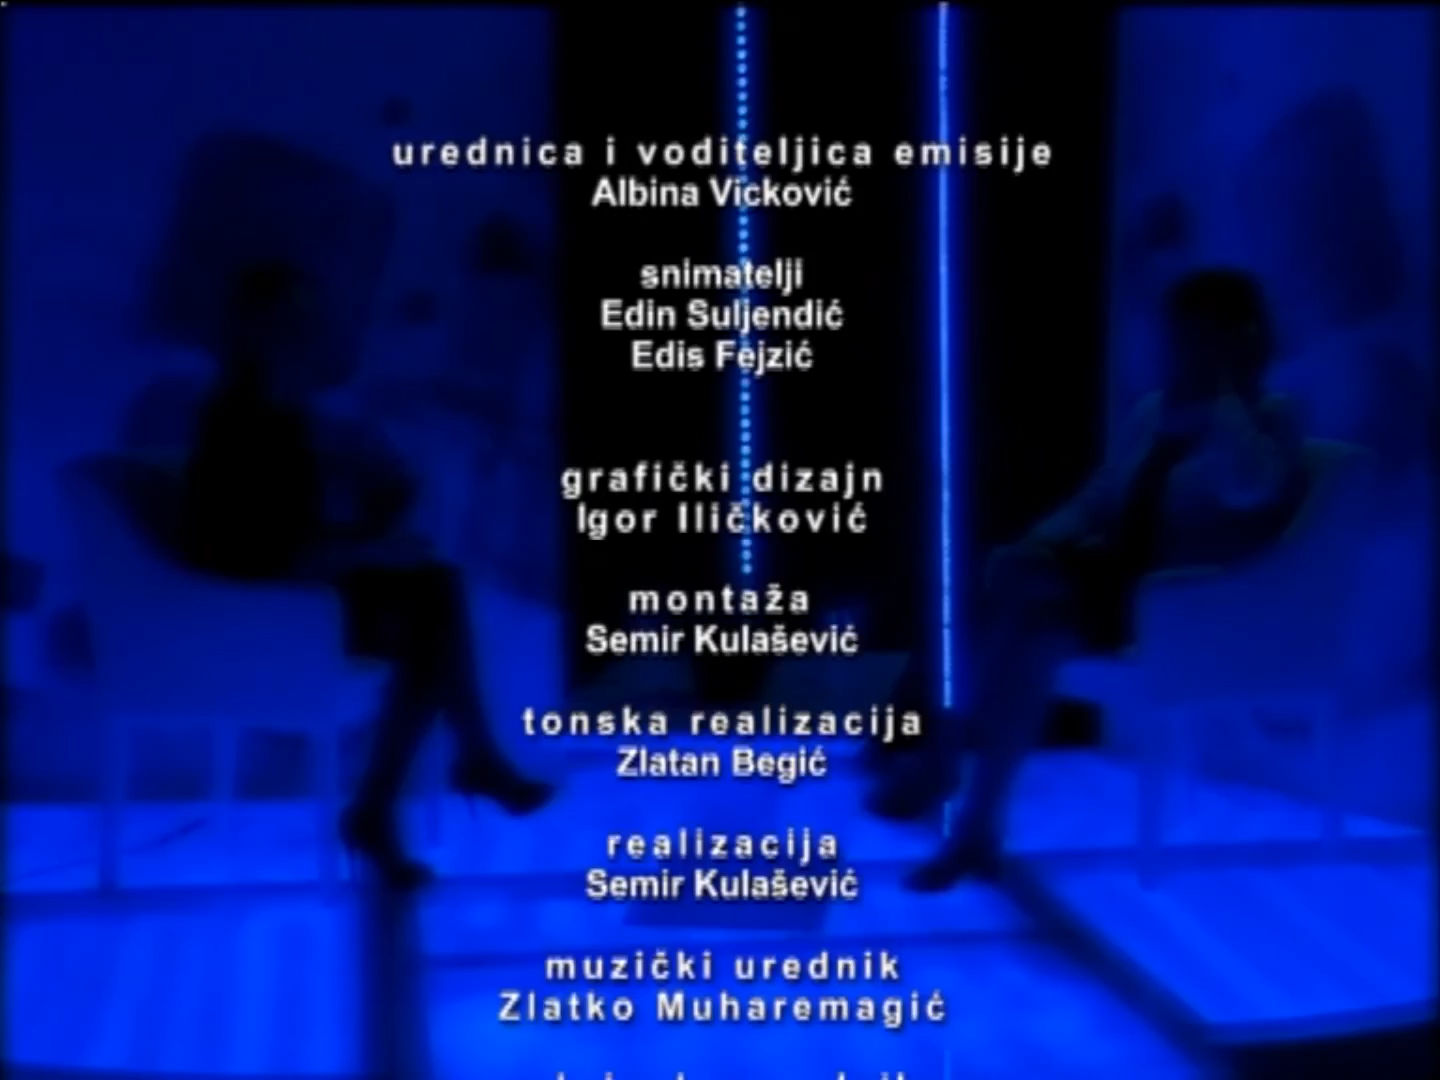 urednica i voditeljica emisije
Albina Vicković
snimatelji
Edin Suljendić
Edis Fejzić
grafički dizajn
Igor Iličković
montaža
Semir Kulašević
tonska realizacija
Zlatan Begić
realizacija
Semir Kulašević
muzički urednik
Zlatko Muharemagić